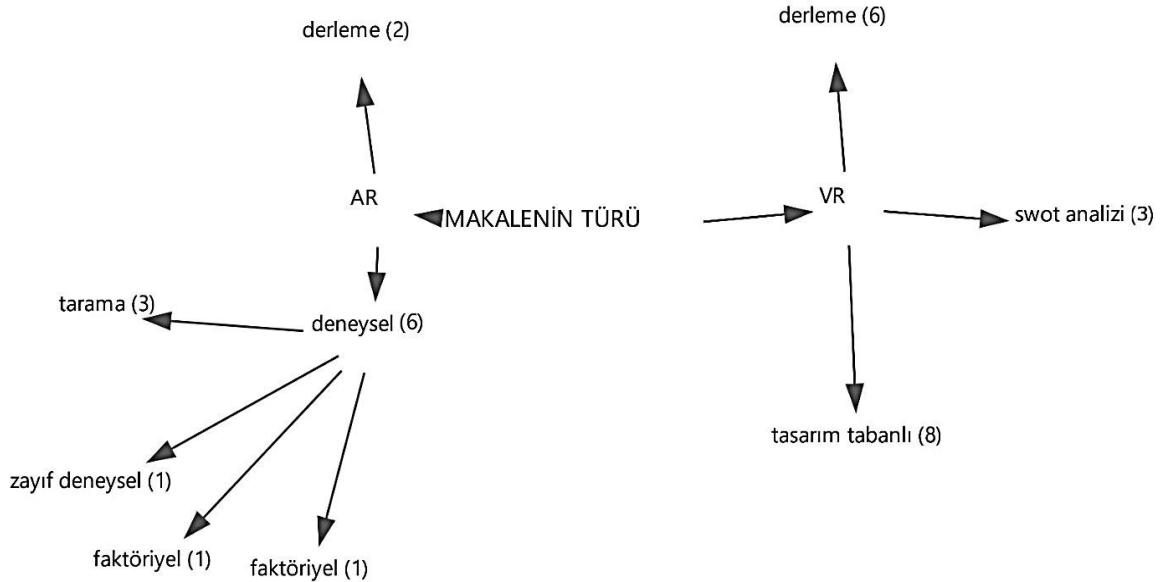 derleme (2)
derleme (6)
AR
VR
MAKALENİN TÜRÜ
swot analizi (3)
tarama (3)
deneysel (6)
tasarım tabanlı (8)
zayıf deneysel (1)
faktöriyel (1)
faktöriyel (1)